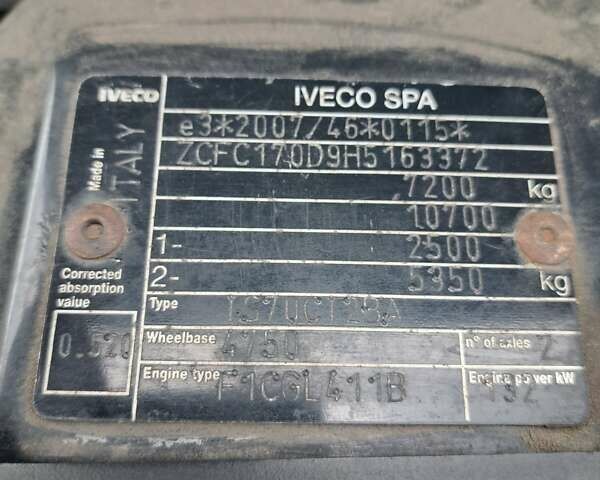 IVECO
IVECO SPA
Made in
ITALY
e3*2007/46*0115*
ZCFC170D9H5163372
7200 kg
10700
1- 2500
2- 5350 kg
Corrected
absorption
value
0.520
Type
Wheelbase 4750
n° of axles 2
Engine type F1CGL411B
Engine power kW 132